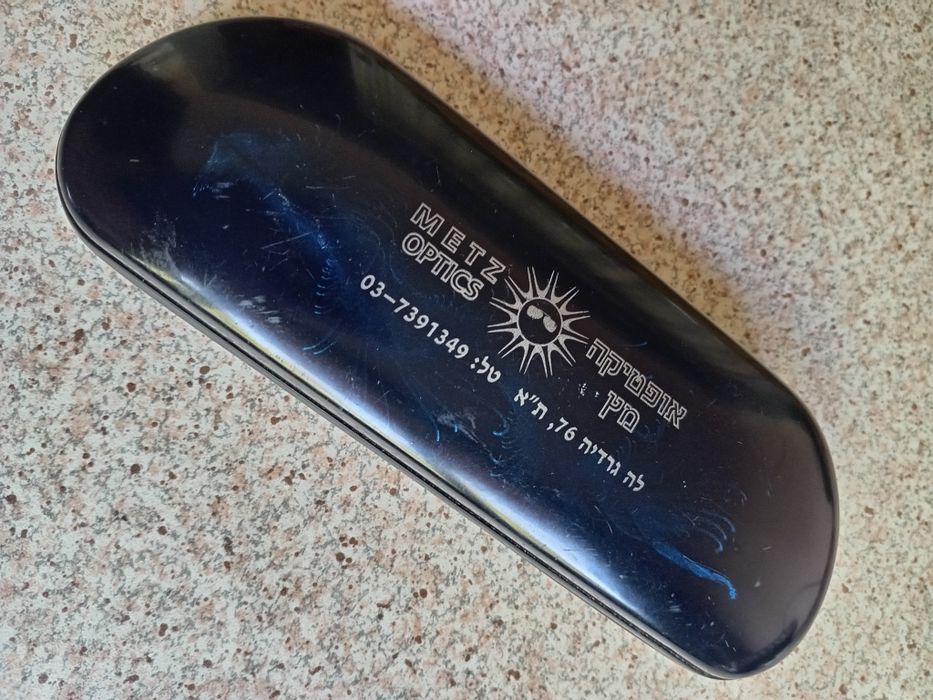 METZ
OPTICS
אופטיקה
מץ
לה גרדיה 76, ת"א טל: 03-7391349